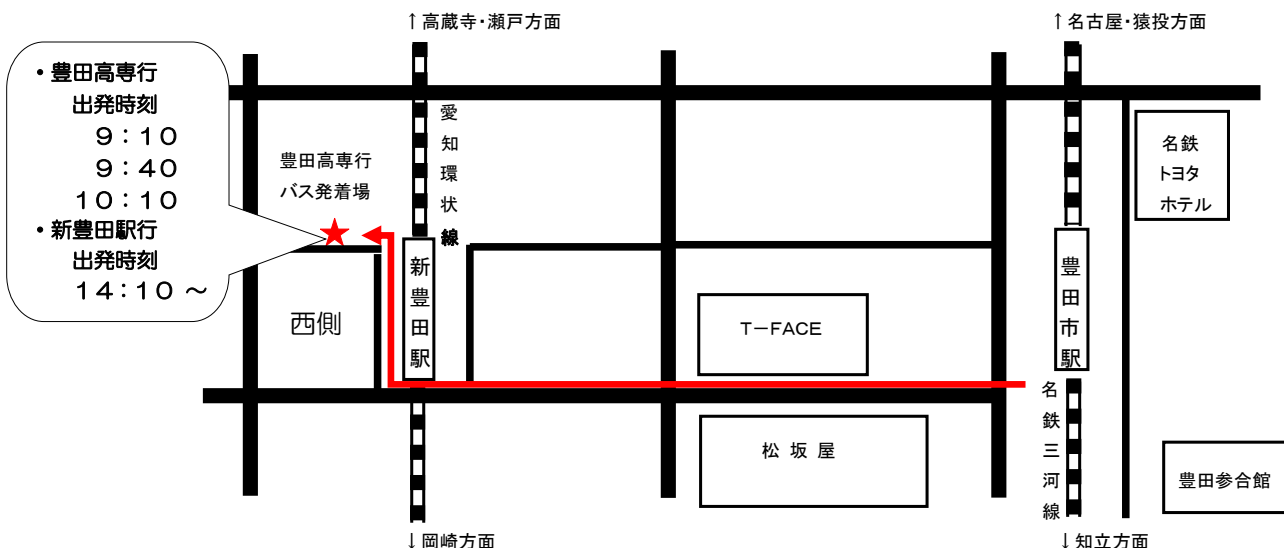 ↑高蔵寺・瀬戸方面
↑名古屋・猿投方面
・豊田高専行
出発時刻
９：１０
９：４０
１０：１０
・新豊田駅行
出発時刻
１４：１０ ～
豊田高専行
バス発着場
愛知環状線
名鉄
トヨタ
ホテル
新豊田駅
豊田市駅
西側
Ｔ－FACE
松坂屋
名鉄三河線
豊田参合館
↓岡崎方面
↓知立方面